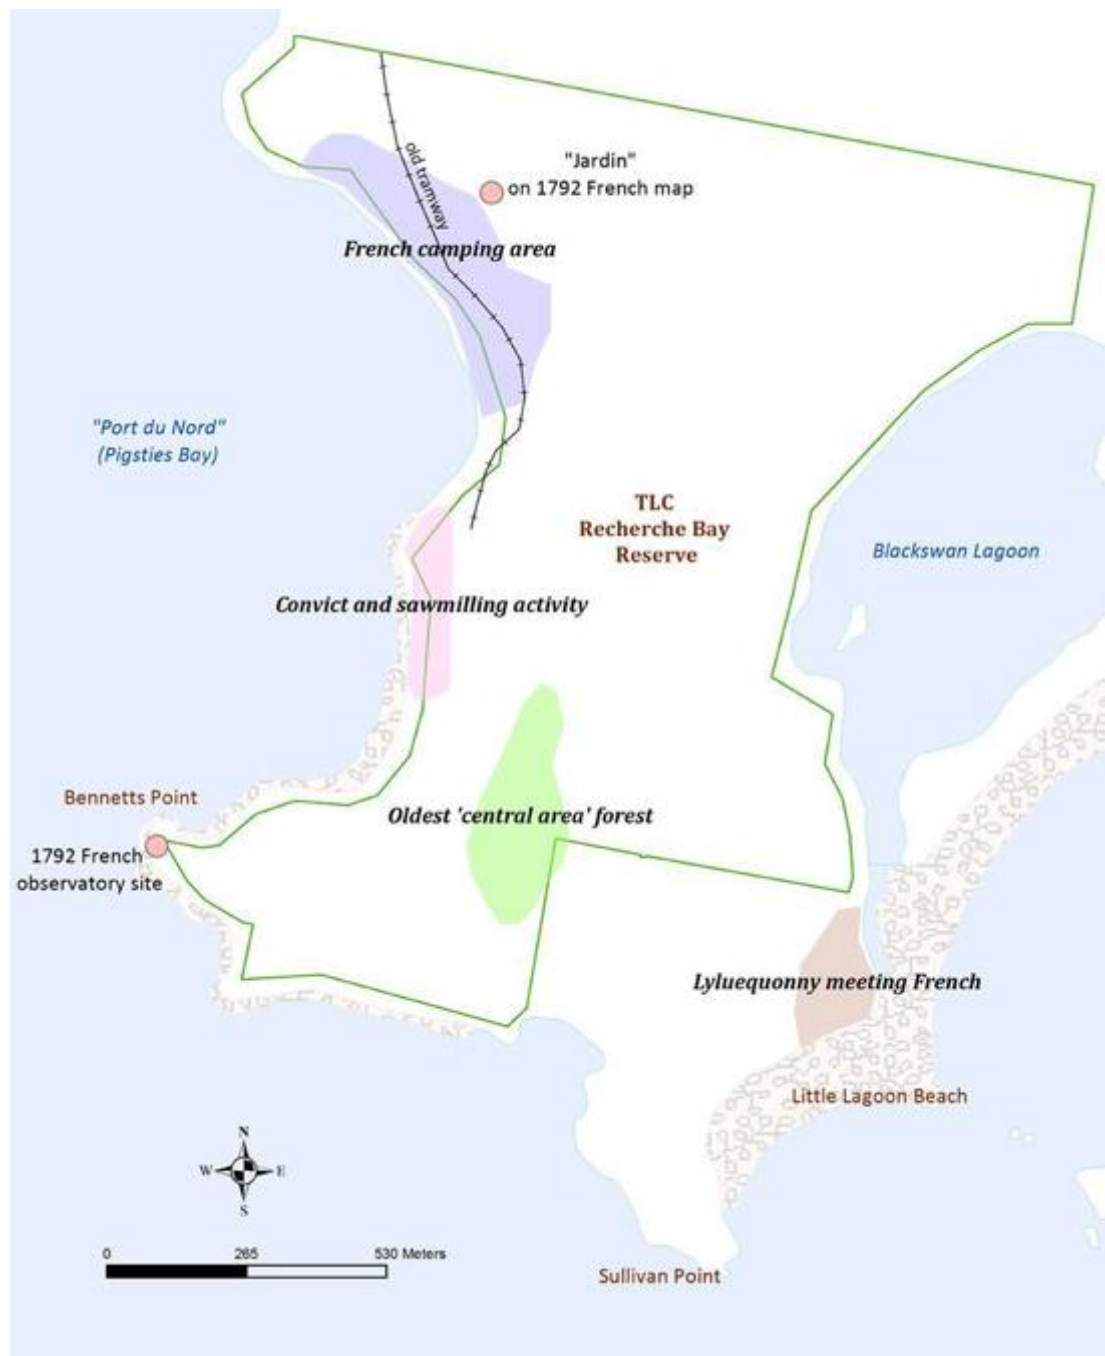 "Jardin"
on 1792 French map
old tramway
French camping area
"Port du Nord"
(Pigsties Bay)
TLC
Recherche Bay
Reserve
Blackswan Lagoon
Convict and sawmilling activity
Bennetts Point
Oldest 'central area' forest
1792 French
observatory site
Lyluequonny meeting French
Little Lagoon Beach
N
W E
S
0 265 530 Meters
Sullivan Point